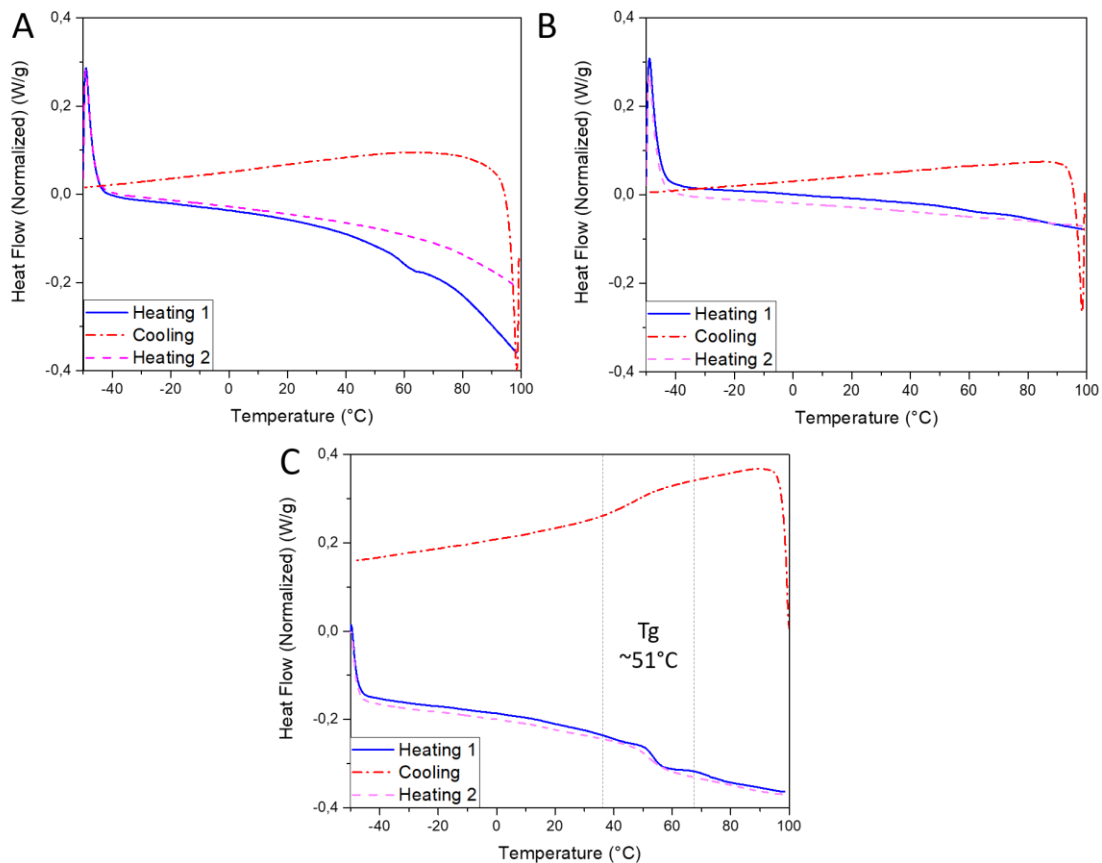 A
Heat Flow (Normalized) (W/g)
0,4
0,2
0,0
-0,2
-0,4
Heating 1
Cooling
Heating 2
-40 -20 0 20 40 60 80 100
Temperature (°C)
B
Heat Flow (Normalized) (W/g)
0,4
0,2
0,0
-0,2
-0,4
Heating 1
Cooling
Heating 2
-40 -20 0 20 40 60 80 100
Temperature (°C)
C
Heat Flow (Normalized) (W/g)
0,4
0,2
0,0
-0,2
-0,4
Tg
~51°C
Heating 1
Cooling
Heating 2
-40 -20 0 20 40 60 80 100
Temperature (°C)